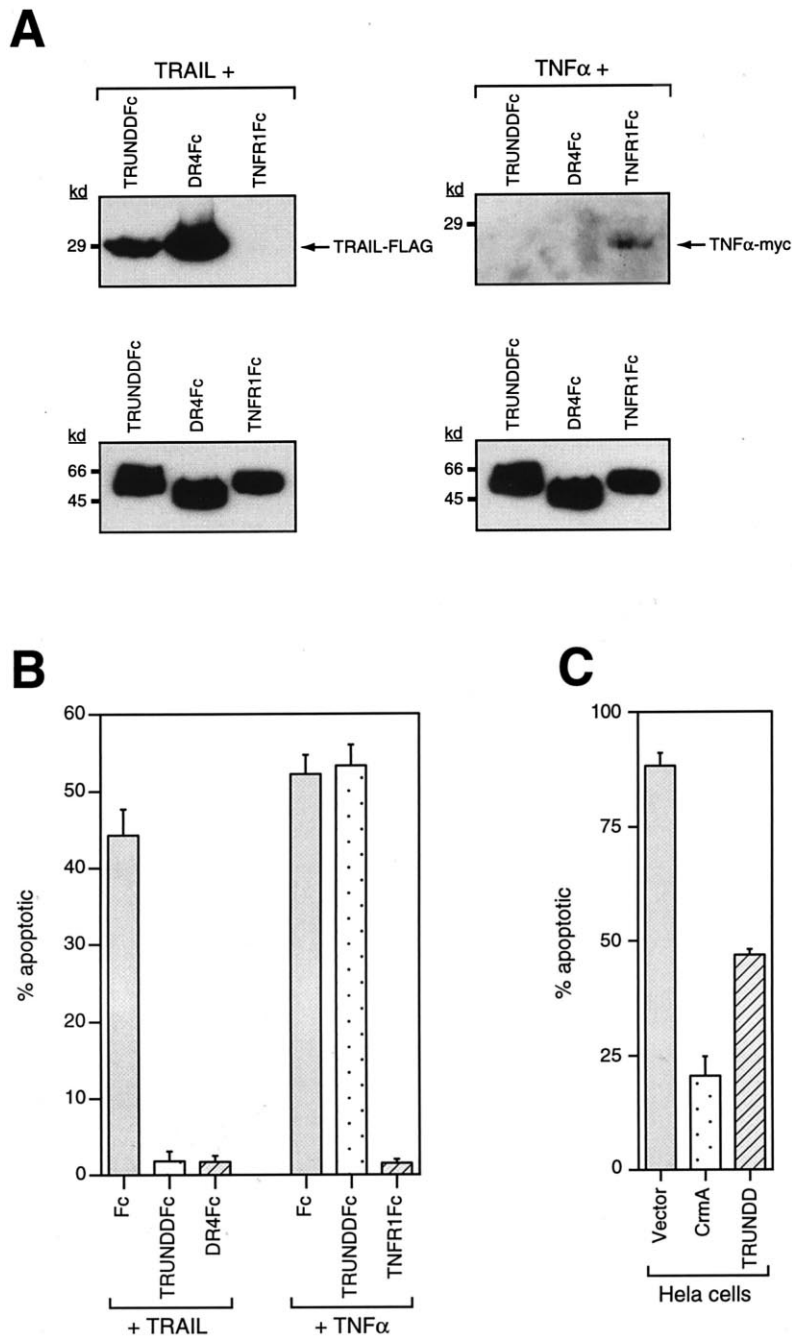 A
TRAIL +
TRUNDDFc
DR4Fc
TNFR1Fc
kd
29
TRAIL-FLAG
TNFα +
TRUNDDFc
DR4Fc
TNFR1Fc
kd
29
TNFα-myc
TRUNDDFc
DR4Fc
TNFR1Fc
kd
66
45
TRUNDDFc
DR4Fc
TNFR1Fc
kd
66
45
B
% apoptotic
60
50
40
30
20
10
0
Fc
TRUNDDFc
DR4Fc
Fc
TRUNDDFc
TNFR1Fc
+ TRAIL
+ TNFα
C
% apoptotic
100
75
50
25
0
Vector
CrmA
TRUNDD
Hela cells